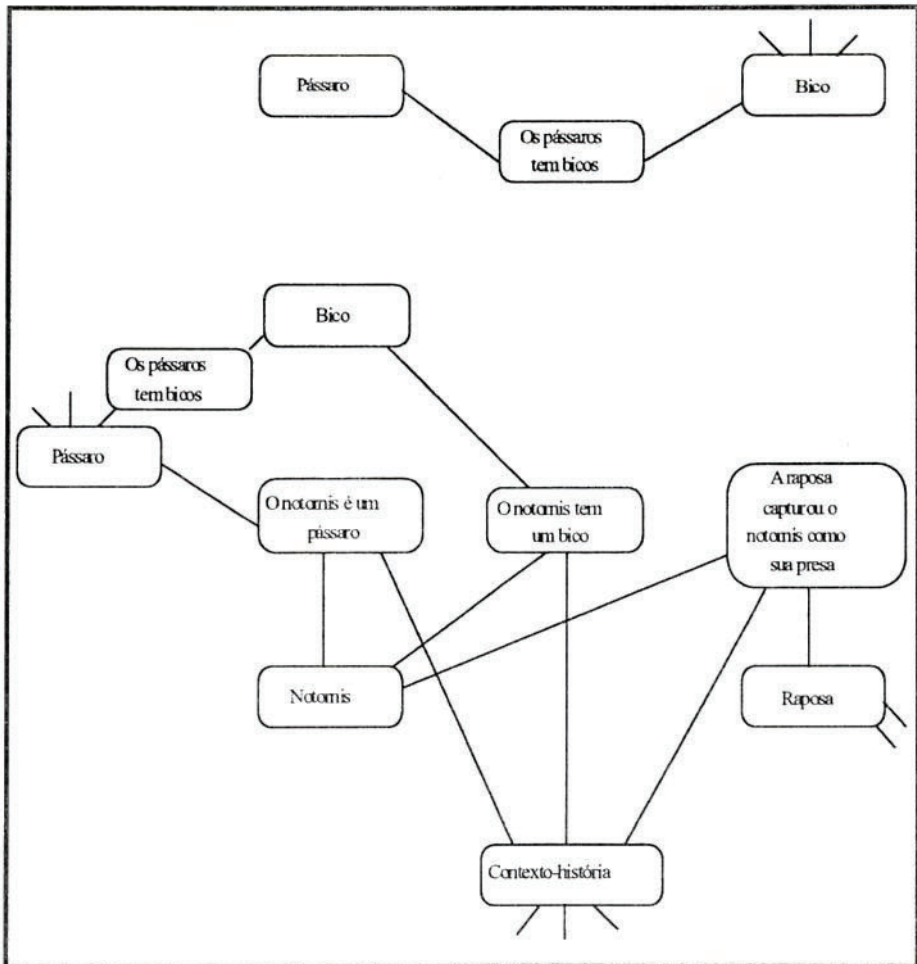 Pássaro
Bico
Os pássaros
tem bicos
Bico
Os pássaros
tem bicos
Pássaro
O notornis é um
pássaro
O notornis tem
um bico
A raposa
capturou o
notornis como
sua presa
Notornis
Raposa
Contexto-história